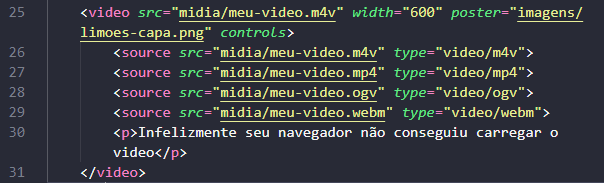 25 <video src="midia/meu-video.m4v" width="600" poster="imagens/
limoes-capa.png" controls>
26 <source src="midia/meu-video.m4v" type="video/m4v">
27 <source src="midia/meu-video.mp4" type="video/mp4">
28 <source src="midia/meu-video.ogv" type="video/ogv">
29 <source src="midia/meu-video.webm" type="video/webm">
30 <p>Infelizmente seu navegador não conseguiu carregar o
video</p>
31 </video>